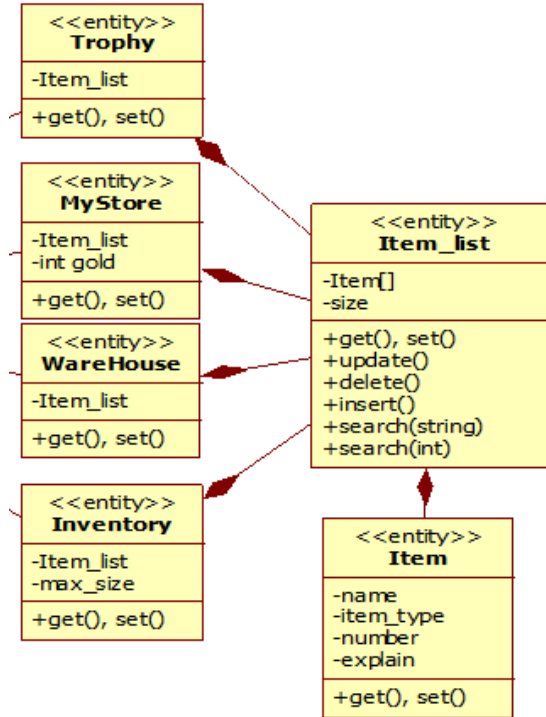 <<entity>>
Trophy
-Item_list
+get(), set()
<<entity>>
MyStore
-Item_list
-int gold
+get(), set()
<<entity>>
WareHouse
-Item_list
+get(), set()
<<entity>>
Inventory
-Item_list
-max_size
+get(), set()
<<entity>>
Item_list
-Item[]
-size
+get(), set()
+update()
+delete()
+insert()
+search(string)
+search(int)
<<entity>>
Item
-name
-item_type
-number
-explain
+get(), set()